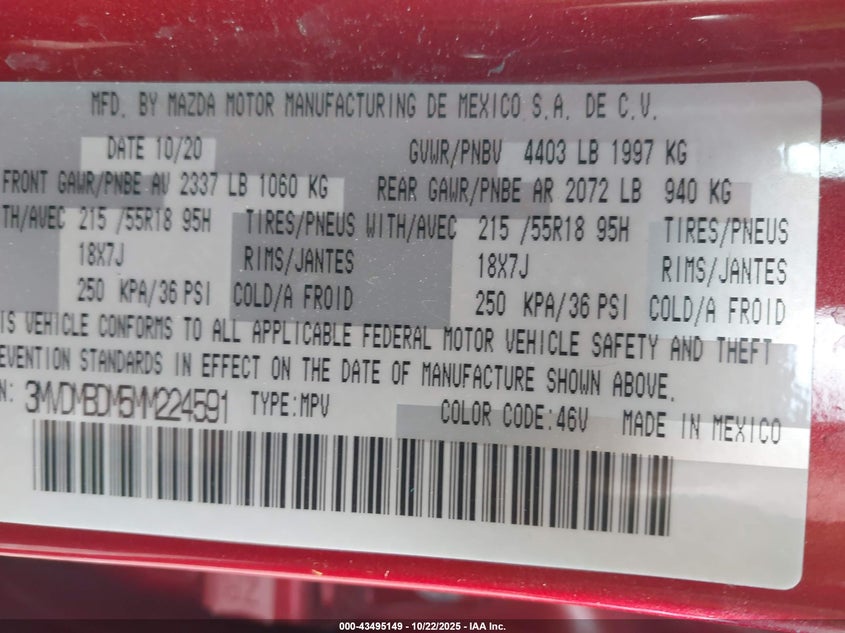 MFD. BY MAZDA MOTOR MANUFACTURING DE MEXICO S.A. DE C.V.
DATE 10/20 GVWR/PNBV 4403 LB 1997 KG
FRONT GAWR/PNBE AV 2337 LB 1060 KG REAR GAWR/PNBE AR 2072 LB 940 KG
TH/AVEC 215 /55R18 95H TIRES/PNEUS WITH/AVEC 215 /55R18 95H TIRES/PNEUS
18X7J RIMS/JANTES 18X7J RIMS/JANTES
250 KPA/36 PSI COLD/A FROID 250 KPA/36 PSI COLD/A FROID
IS VEHICLE CONFORMS TO ALL APPLICABLE FEDERAL MOTOR VEHICLE SAFETY AND THEFT
EVENTION STANDARDS IN EFFECT ON THE DATE OF MANUFACTURE SHOWN ABOVE.
N: 3MVDMBDM5MM224591 TYPE:MPV COLOR CODE:46V MADE IN MEXICO
000-43495149 - 10/22/2025 - IAA Inc.